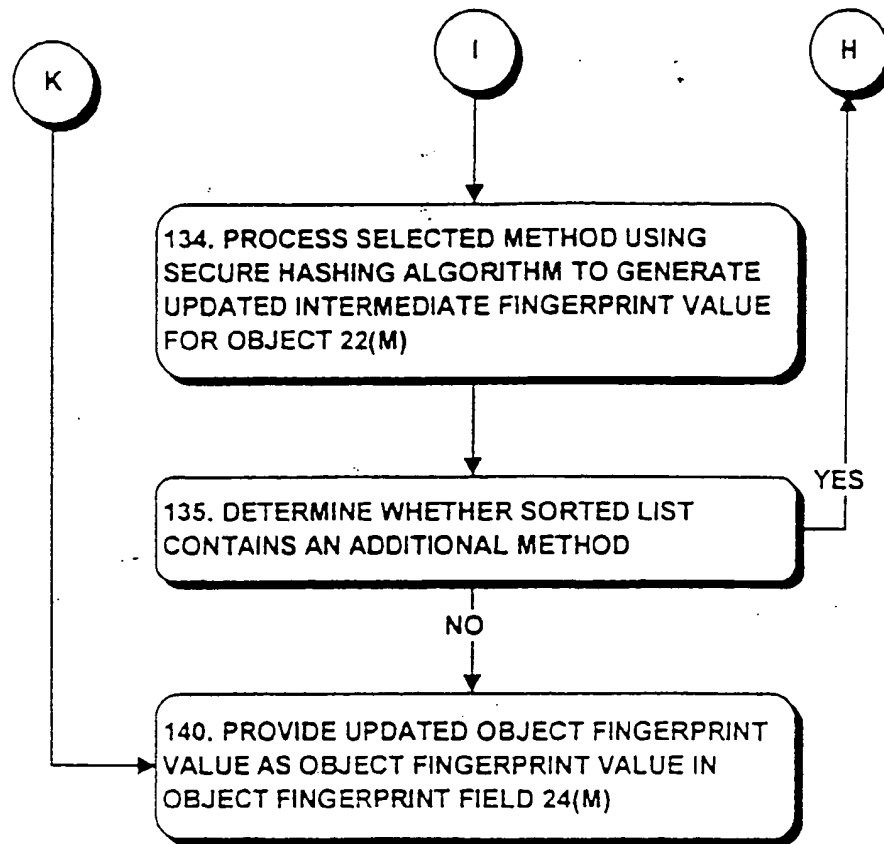 K
I
H
134. PROCESS SELECTED METHOD USING
SECURE HASHING ALGORITHM TO GENERATE
UPDATED INTERMEDIATE FINGERPRINT VALUE
FOR OBJECT 22(M)
YES
135. DETERMINE WHETHER SORTED LIST
CONTAINS AN ADDITIONAL METHOD
NO
140. PROVIDE UPDATED OBJECT FINGERPRINT
VALUE AS OBJECT FINGERPRINT VALUE IN
OBJECT FINGERPRINT FIELD 24(M)